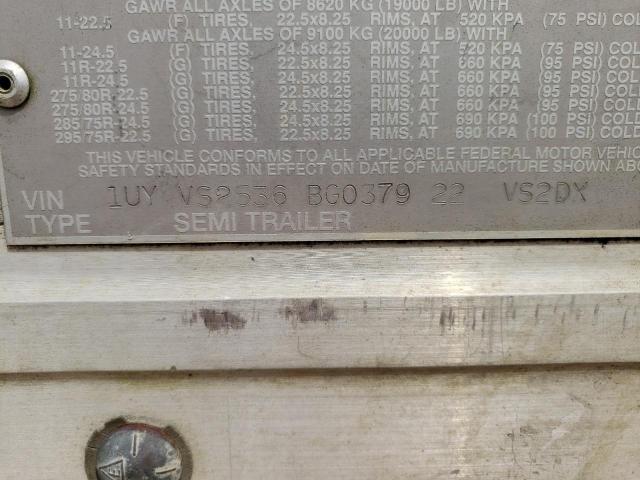 GAWR ALL AXLES OF 8620 KG (19000 LB) WITH
11-22.5 (F) TIRES, 22.5x8.25 RIMS, AT 520 KPA (75 PSI) COL
GAWR ALL AXLES OF 9100 KG (20000 LB) WITH
11-24.5 (F) TIRES, 24.5x8.25 RIMS, AT 520 KPA (75 PSI) COL
11R-22.5 (G) TIRES, 22.5x8.25 RIMS, AT 660 KPA (95 PSI) COL
11R-24.5 (G) TIRES, 24.5x8.25 RIMS, AT 660 KPA (95 PSI) COL
275/80R-22.5 (G) TIRES, 22.5x8.25 RIMS, AT 660 KPA (95 PSI) COL
275/80R-24.5 (G) TIRES, 24.5x8.25 RIMS, AT 660 KPA (95 PSI) COL
285/75R-24.5 (G) TIRES, 24.5x8.25 RIMS, AT 690 KPA (100 PSI) COL
295/75R-22.5 (G) TIRES, 22.5x8.25 RIMS, AT 690 KPA (100 PSI) COL
THIS VEHICLE CONFORMS TO ALL APPLICABLE FEDERAL MOTOR VEHIC
SAFETY STANDARDS IN EFFECT ON DATE OF MANUFACTURE SHOWN ABO
VIN 1UY VS2536 BG0379 22 VS2DX
TYPE SEMI TRAILER